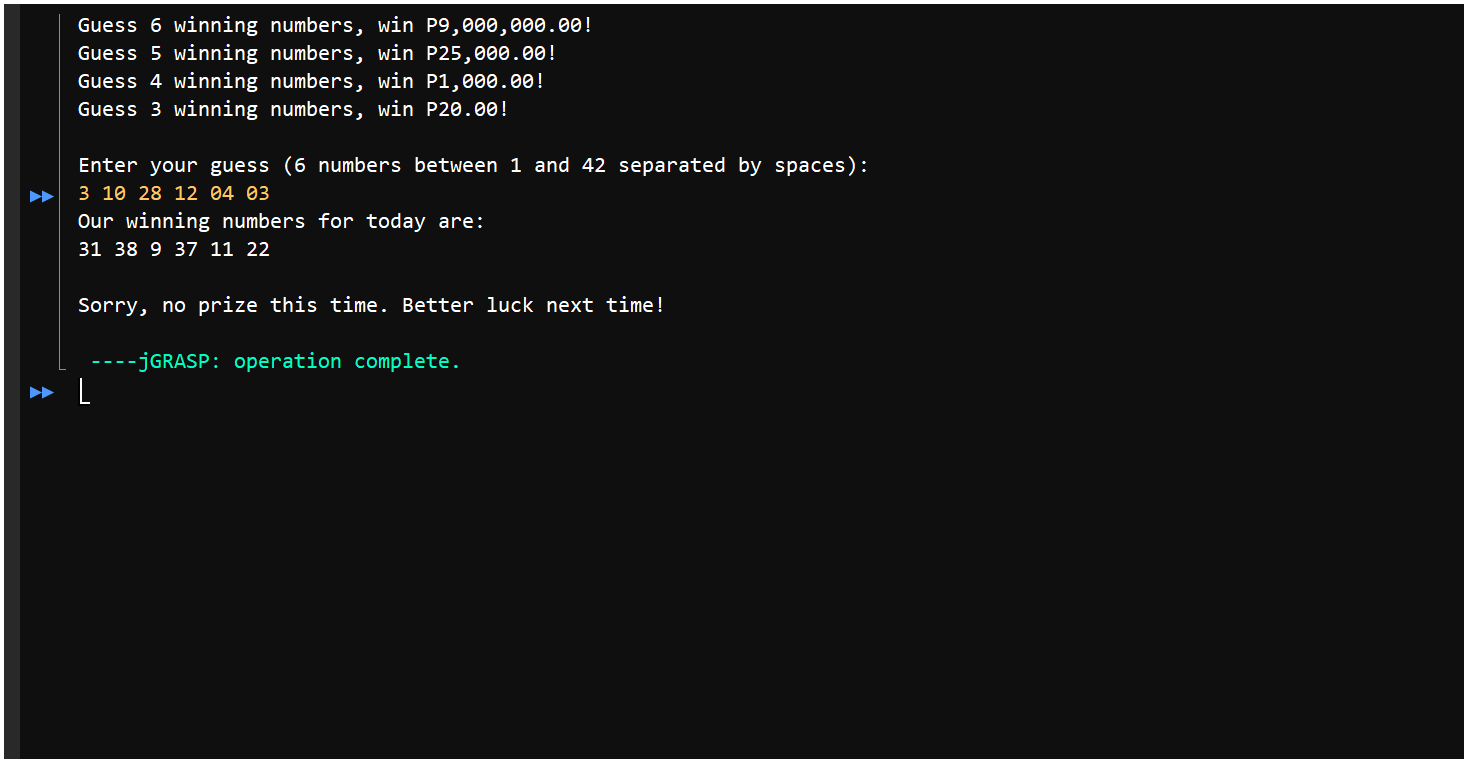 Guess 6 winning numbers, win P9,000,000.00!
Guess 5 winning numbers, win P25,000.00!
Guess 4 winning numbers, win P1,000.00!
Guess 3 winning numbers, win P20.00!
Enter your guess (6 numbers between 1 and 42 separated by spaces):
3 10 28 12 04 03
Our winning numbers for today are:
31 38 9 37 11 22
Sorry, no prize this time. Better luck next time!
----jGRASP: operation complete.